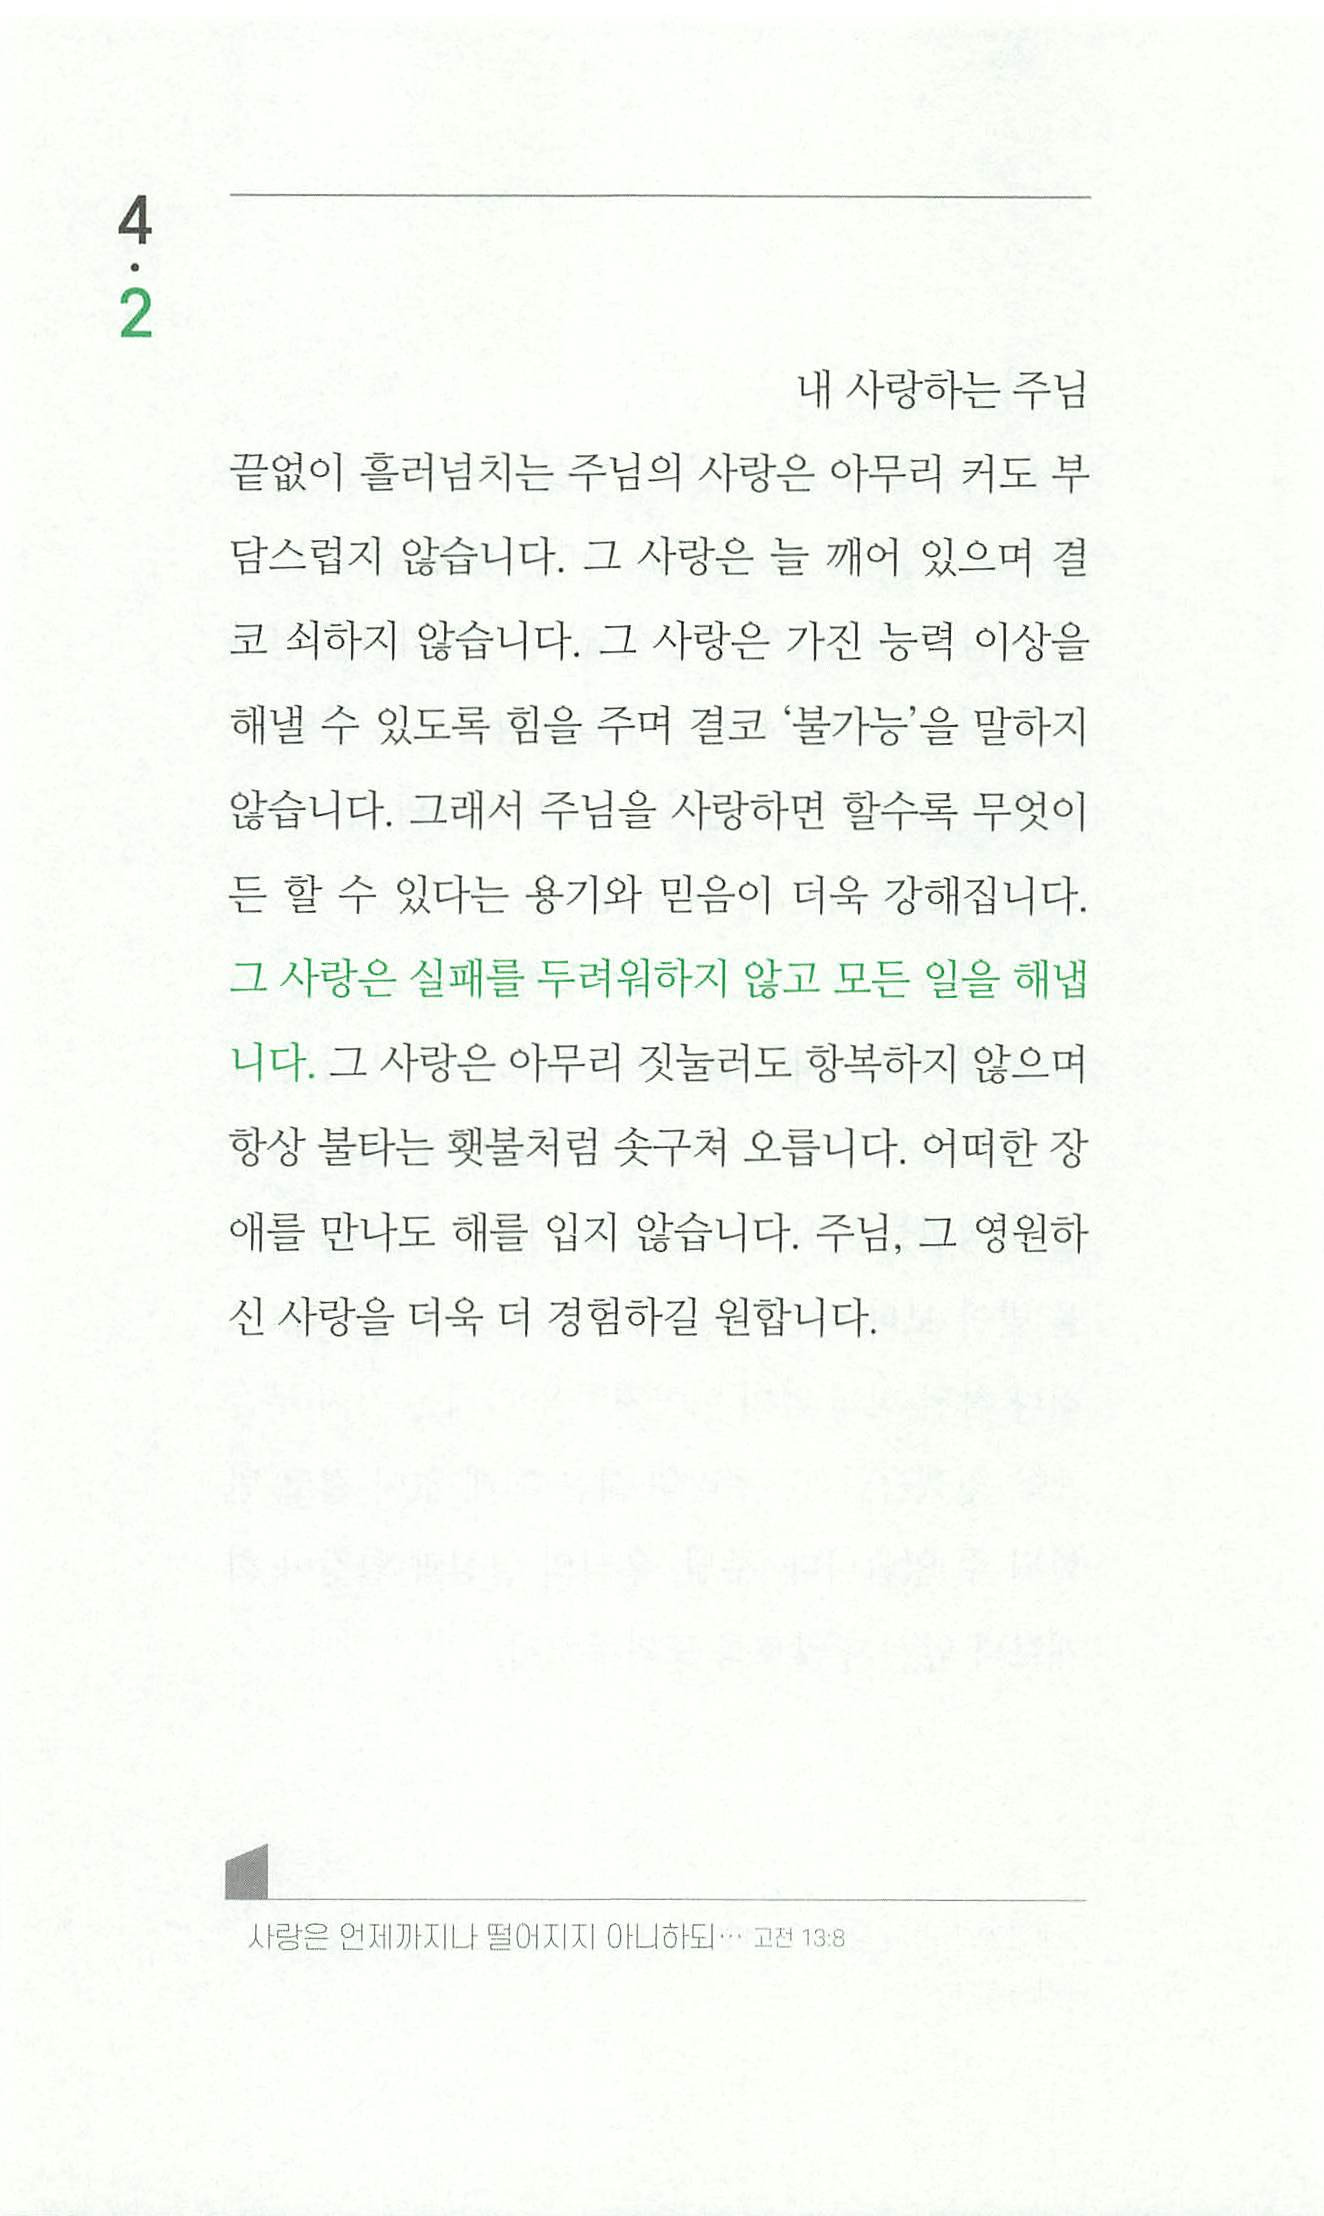 4
·
2
내 사랑하는 주님
끝없이 흘러넘치는 주님의 사랑은 아무리 커도 부
담스럽지 않습니다. 그 사랑은 늘 깨어 있으며 결
코 쇠하지 않습니다. 그 사랑은 가진 능력 이상을
해낼 수 있도록 힘을 주며 결코 ‘불가능’을 말하지
않습니다. 그래서 주님을 사랑하면 할수록 무엇이
든 할 수 있다는 용기와 믿음이 더욱 강해집니다.
그 사랑은 실패를 두려워하지 않고 모든 일을 해냅
니다. 그 사랑은 아무리 짓눌러도 항복하지 않으며
항상 불타는 횃불처럼 솟구쳐 오릅니다. 어떠한 장
애를 만나도 해를 입지 않습니다. 주님, 그 영원하
신 사랑을 더욱 더 경험하길 원합니다.
사랑은 언제까지나 떨어지지 아니하되… 고전 13:8